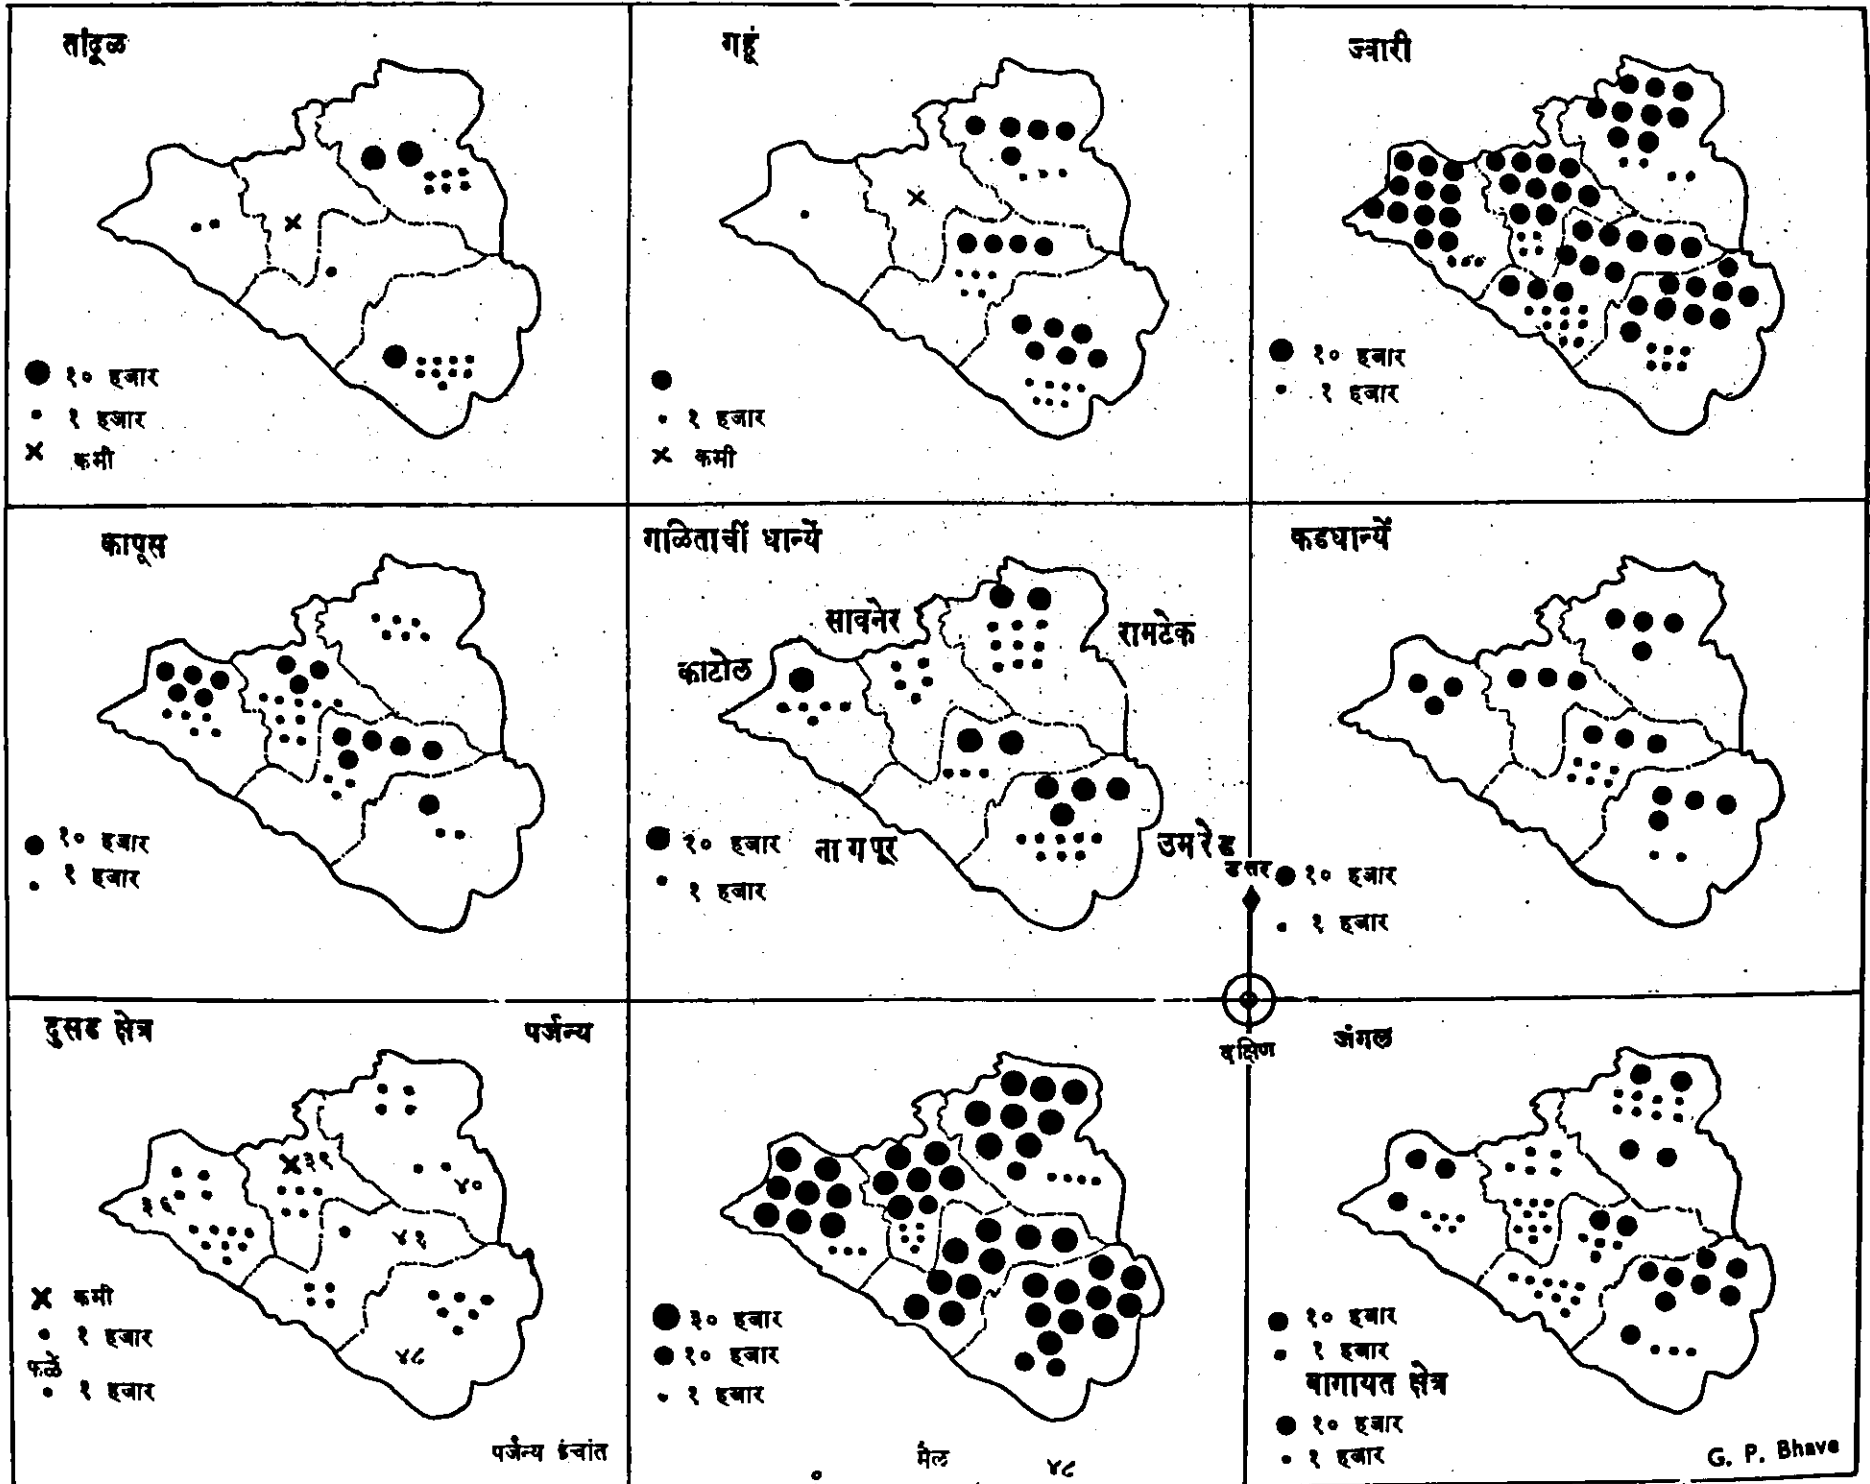 तांदूळ
१० हजार
१ हजार
कमी
गहूं
१ हजार
कमी
ज्वारी
१० हजार
१ हजार
कापूस
१० हजार
१ हजार
गळिताचीं धान्यें
सावनेर
रामटेक
काटोल
नागपूर
उमरेड
१० हजार
१ हजार
कडधान्यें
उत्तर
१० हजार
१ हजार
दक्षिण
दुसड क्षेत्र
पर्जन्य
३९
३६
४०
४१
४८
कमी
१ हजार
फळें
१ हजार
पर्जन्य इंचांत
३० हजार
१० हजार
१ हजार
मैल
०
४८
जंगल
१० हजार
१ हजार
बागायत क्षेत्र
१० हजार
१ हजार
G. P. Bhave